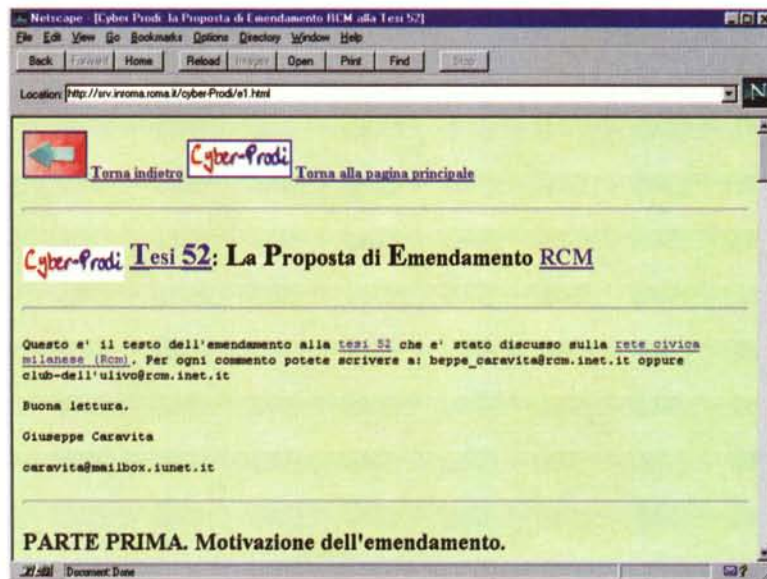 Netscape - [Cyber Prodi: la Proposta di Emendamento RCM alla Tesi 52]
File Edit View Go Bookmarks Options Directory Window Help
Back Forward Home Reload Images Open Print Find Stop
Location: http://srv.inroma.roma.it/cyber-Prodi/e1.html
N
Torna indietro Cyber-Prodi Torna alla pagina principale
Cyber-Prodi Tesi 52: La Proposta di Emendamento RCM
Questo e' il testo dell'emendamento alla tesi 52 che e' stato discusso sulla rete civica
milanese (Rcm). Per ogni commento potete scrivere a: beppe_caravita@rcm.inet.it oppure
club-dell'ulivo@rcm.inet.it
Buona lettura.
Giuseppe Caravita
caravita@mailbox.iunet.it
PARTE PRIMA. Motivazione dell'emendamento.
Document: Done